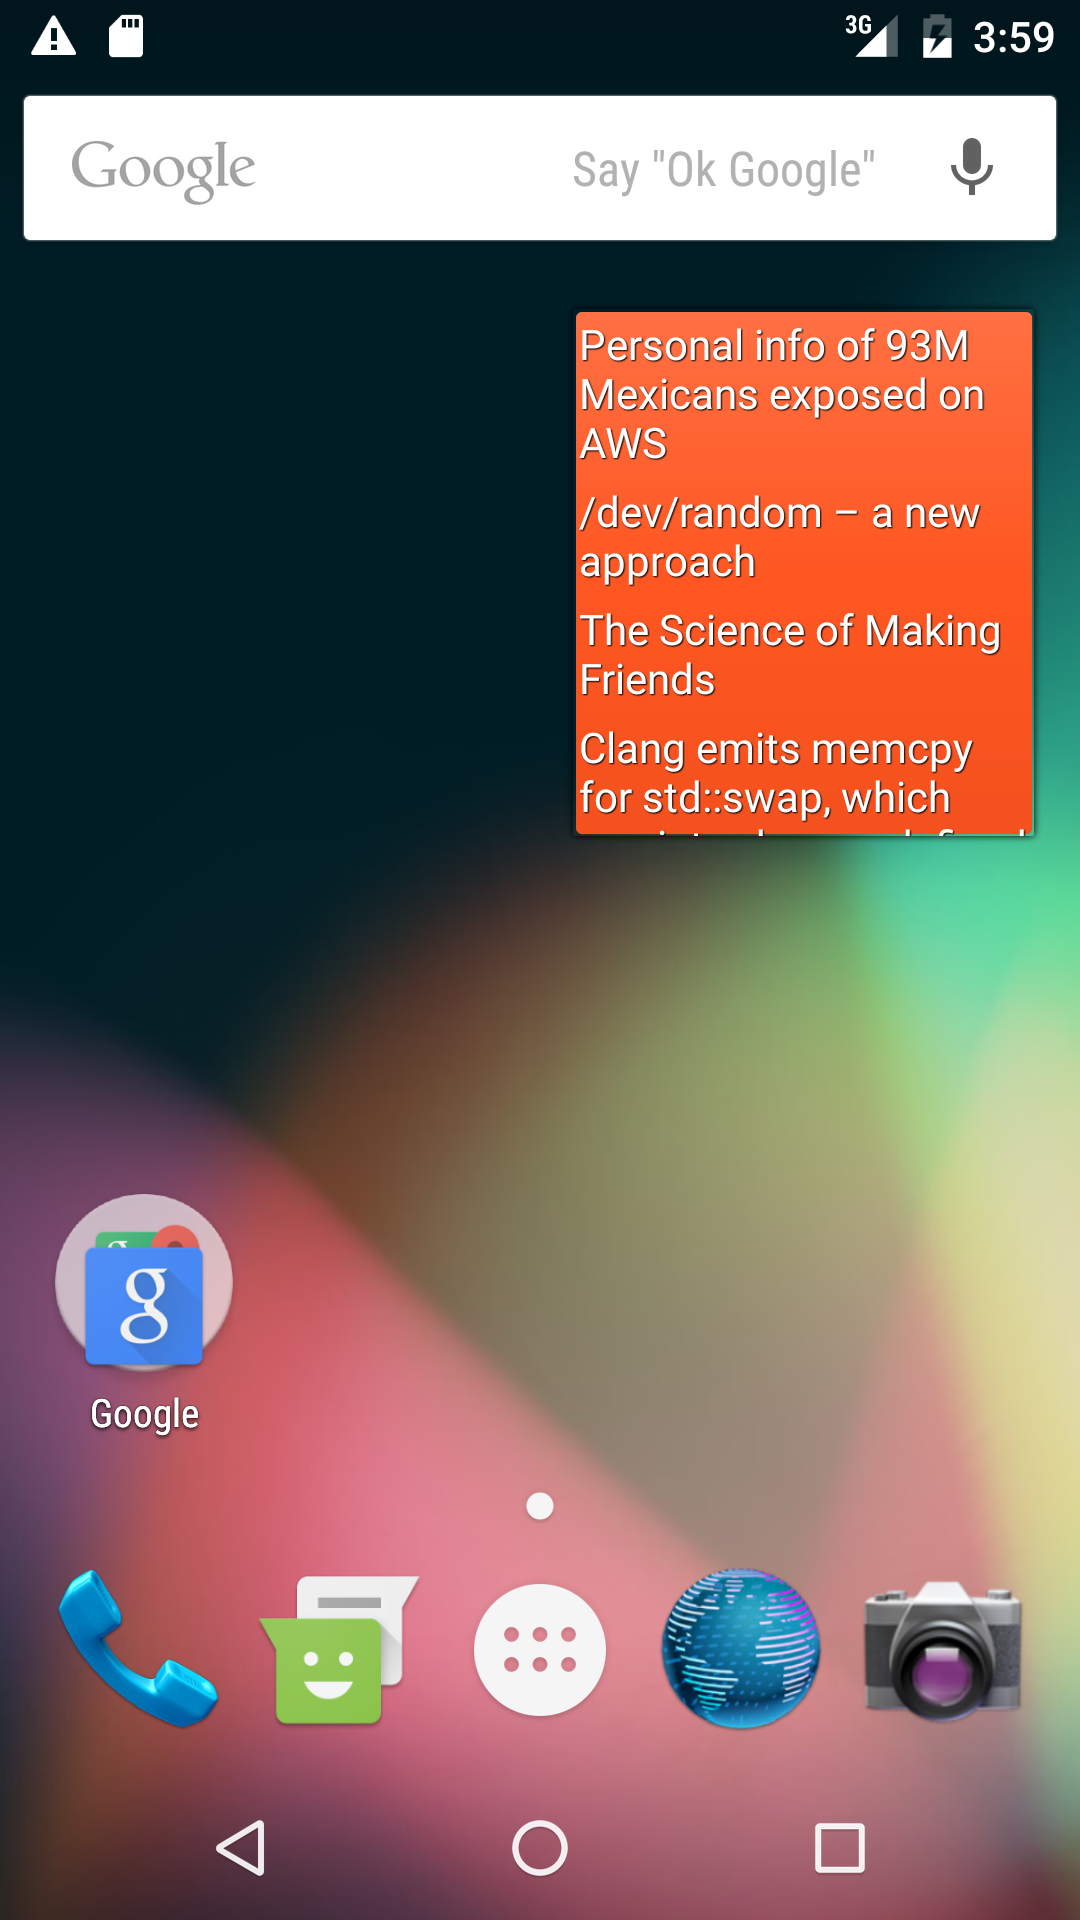 3G 3:59
Google Say "Ok Google"
Personal info of 93M
Mexicans exposed on
AWS
/dev/random – a new
approach
The Science of Making
Friends
Clang emits memcpy
for std::swap, which
Google